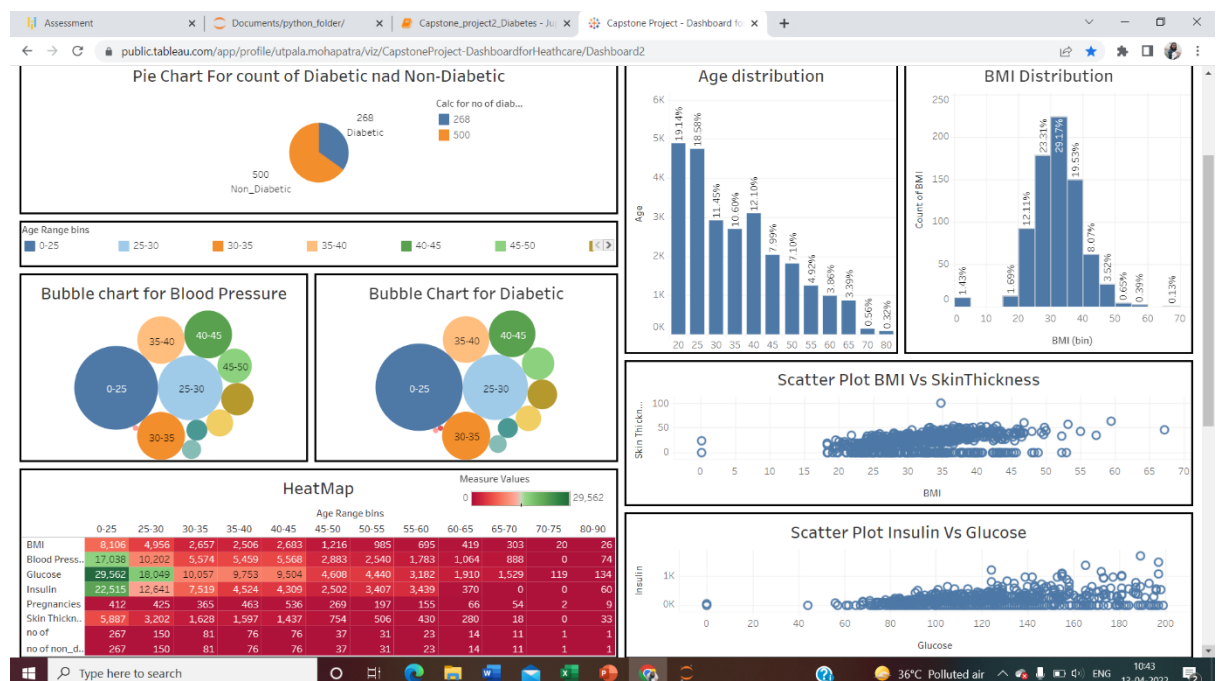 Assessment
Documents/python_folder/
Capstone_project2_Diabetes - Ju
Capstone Project - Dashboard fo
public.tableau.com/app/profile/utpala.mohapatra/viz/CapstoneProject-DashboardforHeathcare/Dashboard2
Pie Chart For count of Diabetic nad Non-Diabetic
268
Diabetic
500
Non_Diabetic
Calc for no of diab...
268
500
Age Range bins
0-25 25-30 30-35 35-40 40-45 45-50
Bubble chart for Blood Pressure
35-40
40-45
45-50
0-25
25-30
30-35
Bubble Chart for Diabetic
35-40
40-45
0-25
25-30
30-35
HeatMap
Measure Values
0 29,562
Age Range bins
0-25 25-30 30-35 35-40 40-45 45-50 50-55 55-60 60-65 65-70 70-75 80-90
BMI 8,106 4,956 2,657 2,506 2,683 1,216 985 695 419 303 20 26
Blood Press.. 17,038 10,202 5,574 5,459 5,568 2,883 2,540 1,783 1,064 888 0 74
Glucose 29,562 18,049 10,057 9,753 9,504 4,608 4,440 3,182 1,910 1,529 119 134
Insulin 22,515 12,641 7,519 4,524 4,309 2,502 3,407 3,439 370 0 0 60
Pregnancies 412 425 365 463 536 269 197 155 66 54 2 9
Skin Thickn.. 5,887 3,202 1,628 1,597 1,437 754 506 430 280 18 0 33
no of 267 150 81 76 76 37 31 23 14 11 1 1
no of non_d.. 267 150 81 76 76 37 31 23 14 11 1 1
Age distribution
6K
5K
4K
3K
2K
1K
0K
Age
19.14% 18.58% 11.45% 10.60% 12.10% 7.99% 7.10% 4.92% 3.86% 3.39% 0.56% 0.32%
20 25 30 35 40 45 50 55 60 65 70 80
BMI Distribution
250
200
150
100
50
0
Count of BMI
1.43% 1.69% 12.11% 23.31% 29.17% 19.53% 8.07% 3.52% 0.65% 0.39% 0.13%
0 10 20 30 40 50 60 70
BMI (bin)
Scatter Plot BMI Vs SkinThickness
Skin Thickn...
100
50
0
0 5 10 15 20 25 30 35 40 45 50 55 60 65 70
BMI
Scatter Plot Insulin Vs Glucose
Insulin
1K
0K
0 20 40 60 80 100 120 140 160 180 200
Glucose
Type here to search
36°C Polluted air
ENG
10:43
13-04-2022